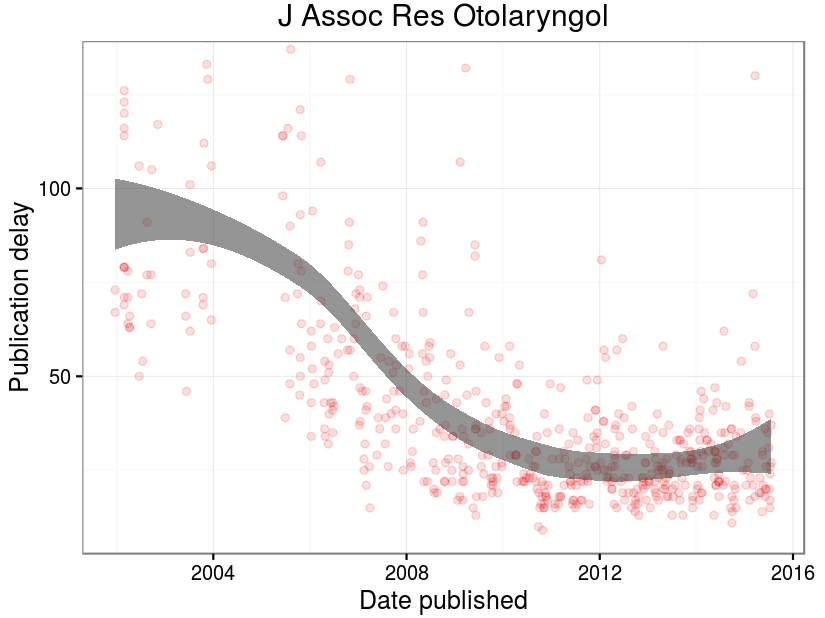 J Assoc Res Otolaryngol
Publication delay
100
50
2004
2008
2012
2016
Date published